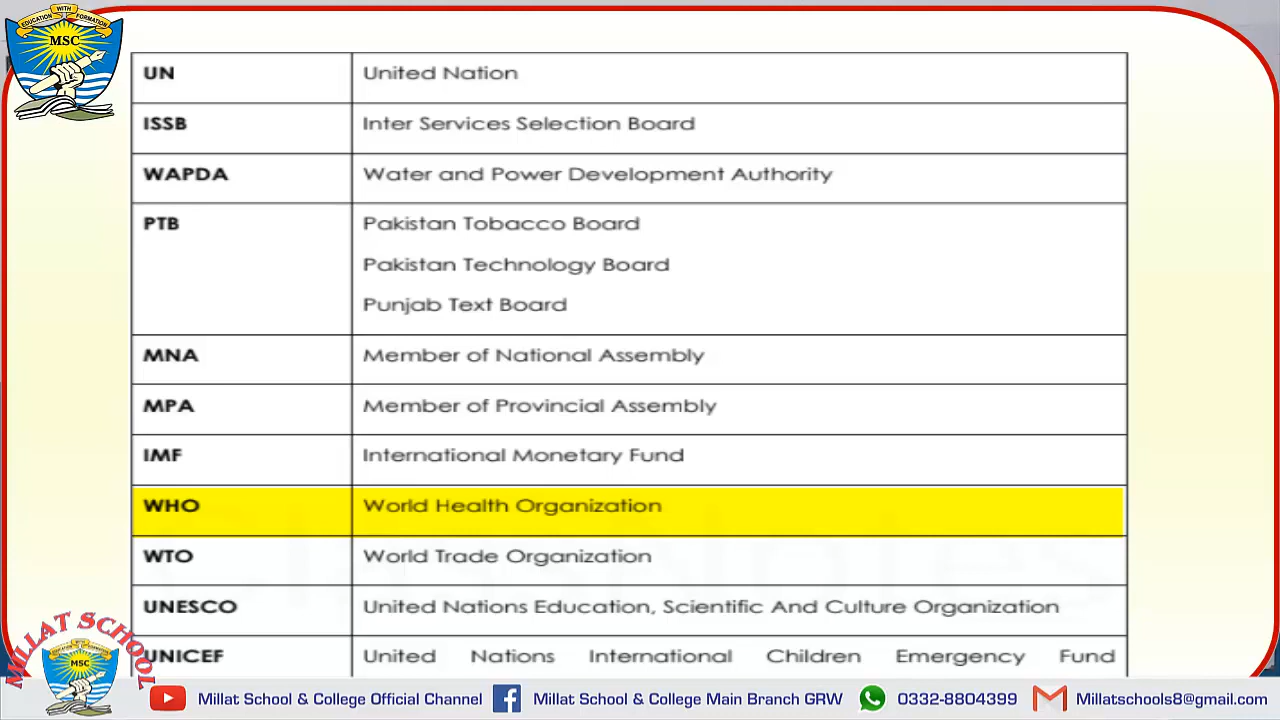 EDUCATION WITH FORMATION
MSC
UN United Nation
ISSB Inter Services Selection Board
WAPDA Water and Power Development Authority
PTB Pakistan Tobacco Board
Pakistan Technology Board
Punjab Text Board
MNA Member of National Assembly
MPA Member of Provincial Assembly
IMF International Monetary Fund
WHO World Health Organization
WTO World Trade Organization
UNESCO United Nations Education, Scientific And Culture Organization
UNICEF United Nations International Children Emergency Fund
MILLAT SCHOOL
MSC
Millat School & College Official Channel Millat School & College Main Branch GRW 0332-8804399 Millatschools8@gmail.com